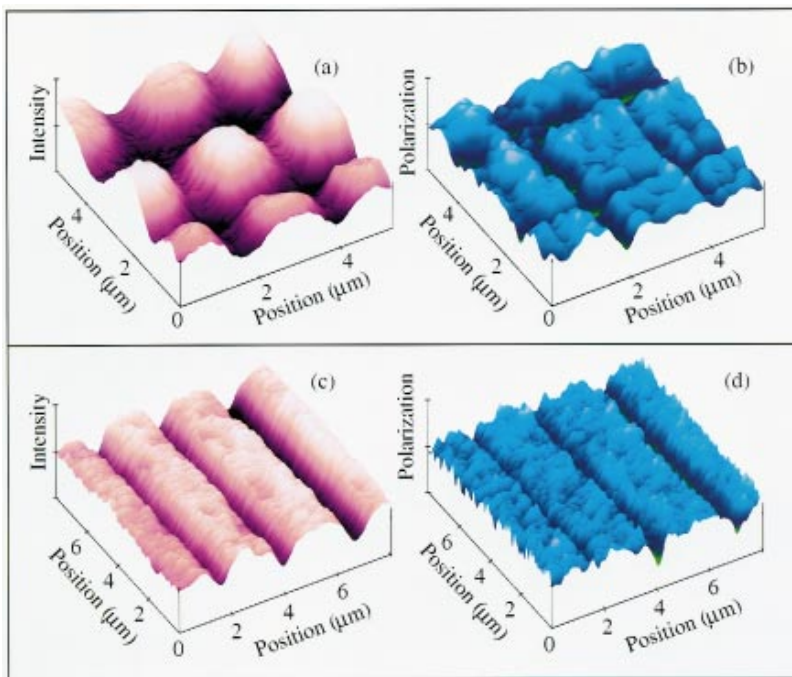 (a)
Intensity
Position (μm)
4
2
0
2
4
Position (μm)
(b)
Polarization
Position (μm)
4
2
0
2
4
Position (μm)
(c)
Intensity
Position (μm)
6
4
2
0
2
4
6
Position (μm)
(d)
Polarization
Position (μm)
6
4
2
0
2
4
6
Position (μm)